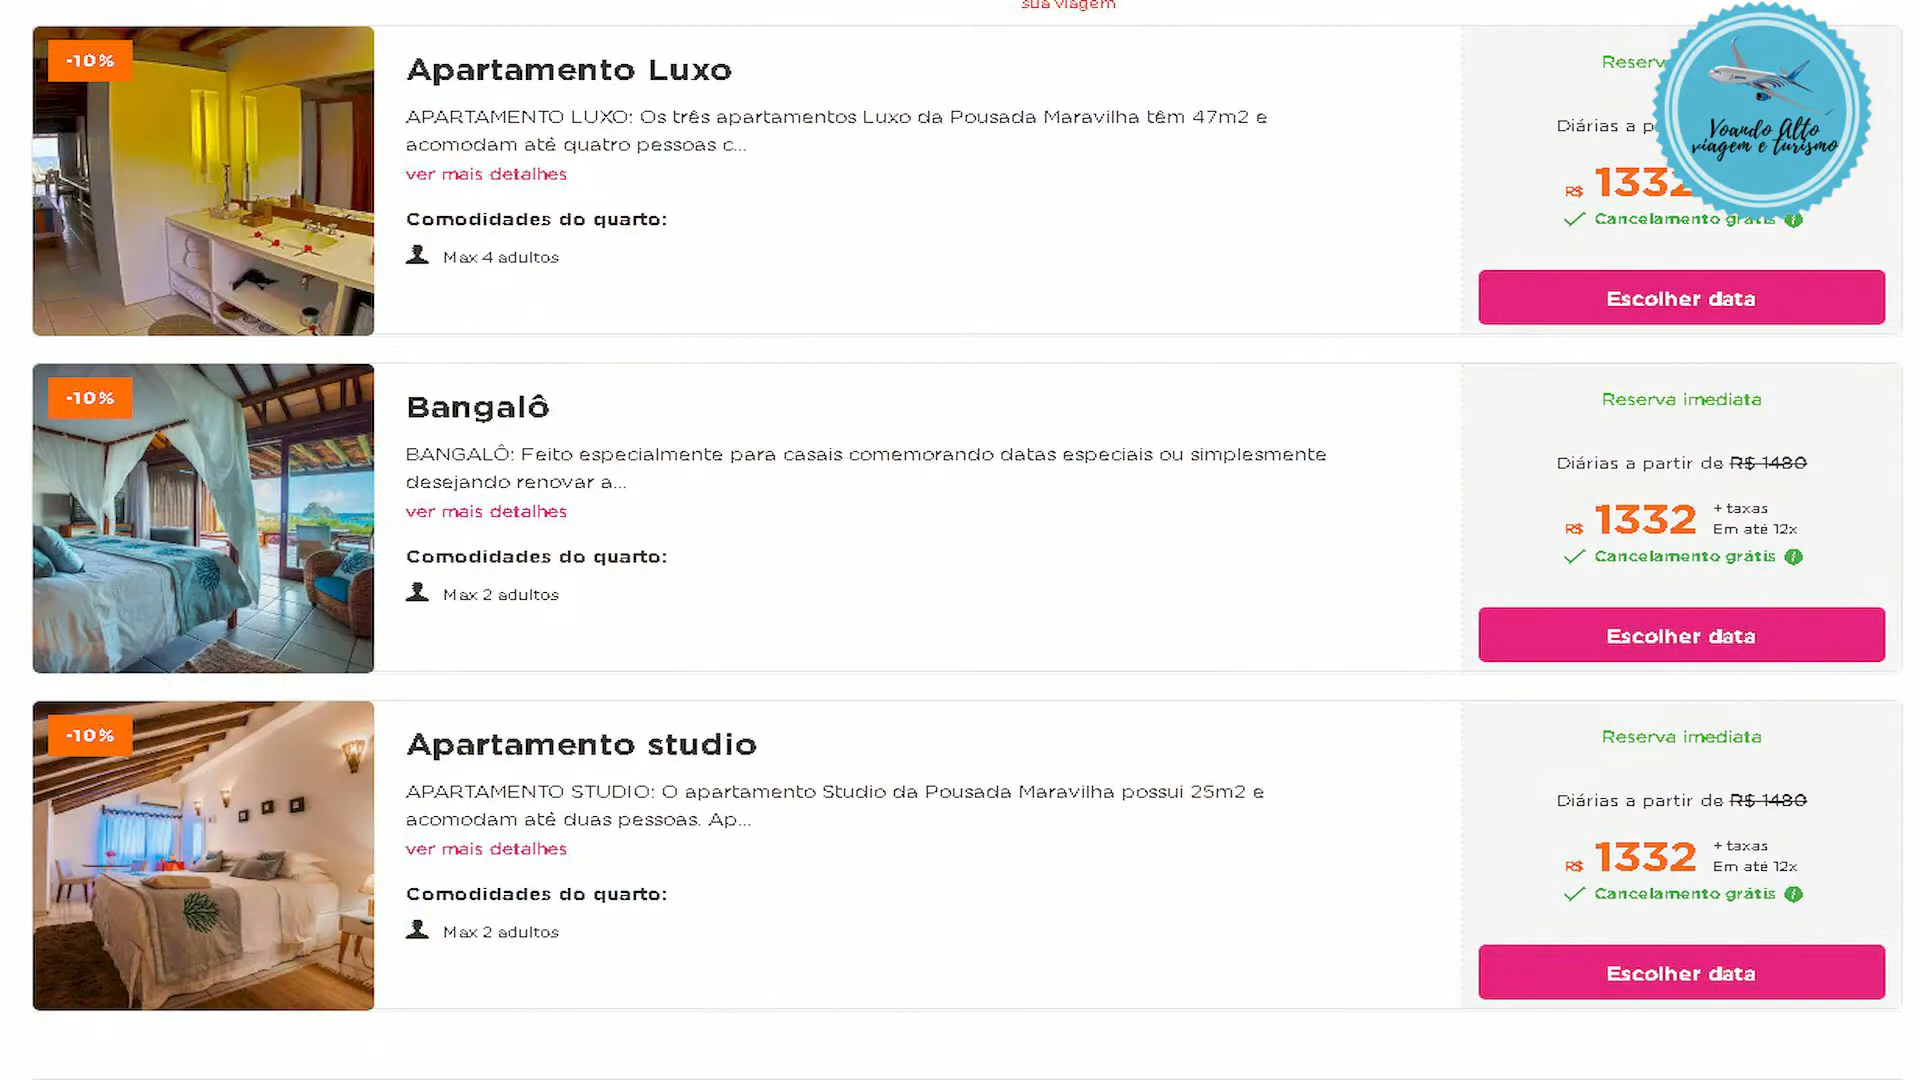 sua viagem
-10%
Apartamento Luxo
APARTAMENTO LUXO: Os três apartamentos Luxo da Pousada Maravilha têm 47m2 e
acomodam até quatro pessoas c...
ver mais detalhes
Comodidades do quarto:
Max 4 adultos
Reserv
Diárias a p
R$ 1332
Cancelamento grátis
Escolher data
Voando Alto
viagem e turismo
-10%
Bangalô
BANGALÔ: Feito especialmente para casais comemorando datas especiais ou simplesmente
desejando renovar a...
ver mais detalhes
Comodidades do quarto:
Max 2 adultos
Reserva imediata
Diárias a partir de R$ 1480
R$ 1332
+ taxas
Em até 12x
Cancelamento grátis
Escolher data
-10%
Apartamento studio
APARTAMENTO STUDIO: O apartamento Studio da Pousada Maravilha possui 25m2 e
acomodam até duas pessoas. Ap...
ver mais detalhes
Comodidades do quarto:
Max 2 adultos
Reserva imediata
Diárias a partir de R$ 1480
R$ 1332
+ taxas
Em até 12x
Cancelamento grátis
Escolher data